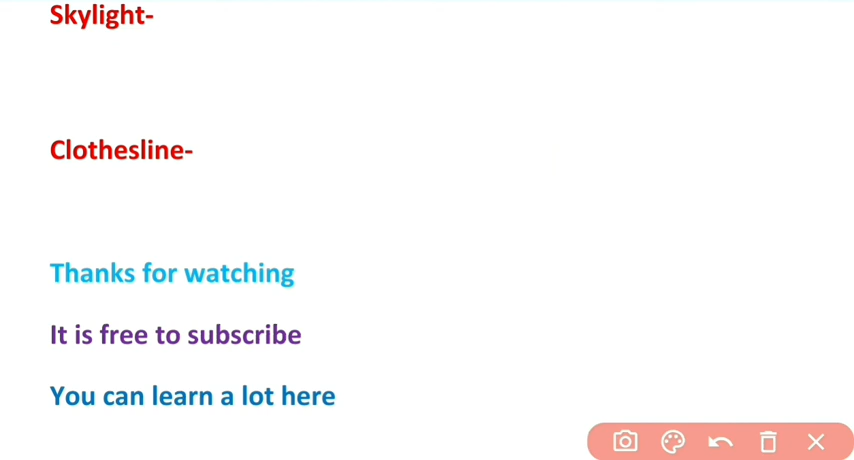 Skylight-
Clothesline-
Thanks for watching
It is free to subscribe
You can learn a lot here